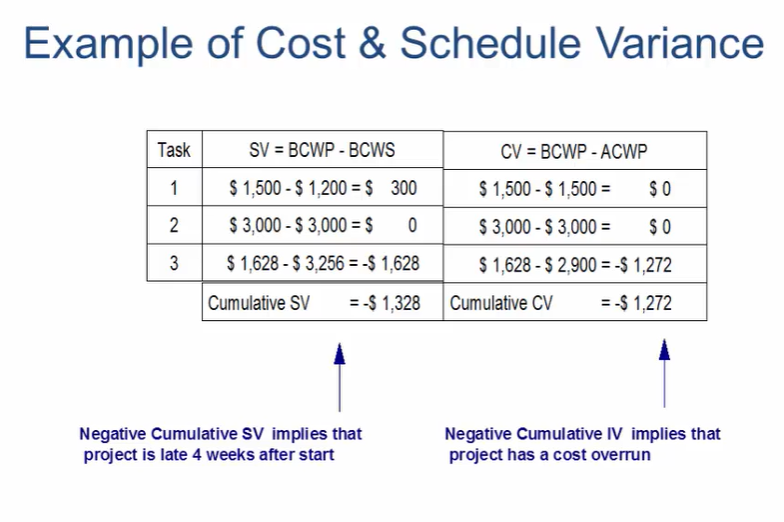 Example of Cost & Schedule Variance
Task SV = BCWP - BCWS CV = BCWP - ACWP
1 $ 1,500 - $ 1,200 = $ 300 $ 1,500 - $ 1,500 = $ 0
2 $ 3,000 - $ 3,000 = $ 0 $ 3,000 - $ 3,000 = $ 0
3 $ 1,628 - $ 3,256 = -$ 1,628 $ 1,628 - $ 2,900 = -$ 1,272
Cumulative SV = -$ 1,328 Cumulative CV = -$ 1,272
Negative Cumulative SV implies that
project is late 4 weeks after start
Negative Cumulative IV implies that
project has a cost overrun